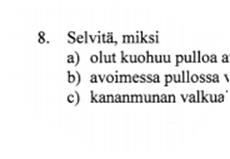 8. Selvitä, miksi
a) olut kuohuu pulloa
b) avoimessa pullossa
c) kananmunan